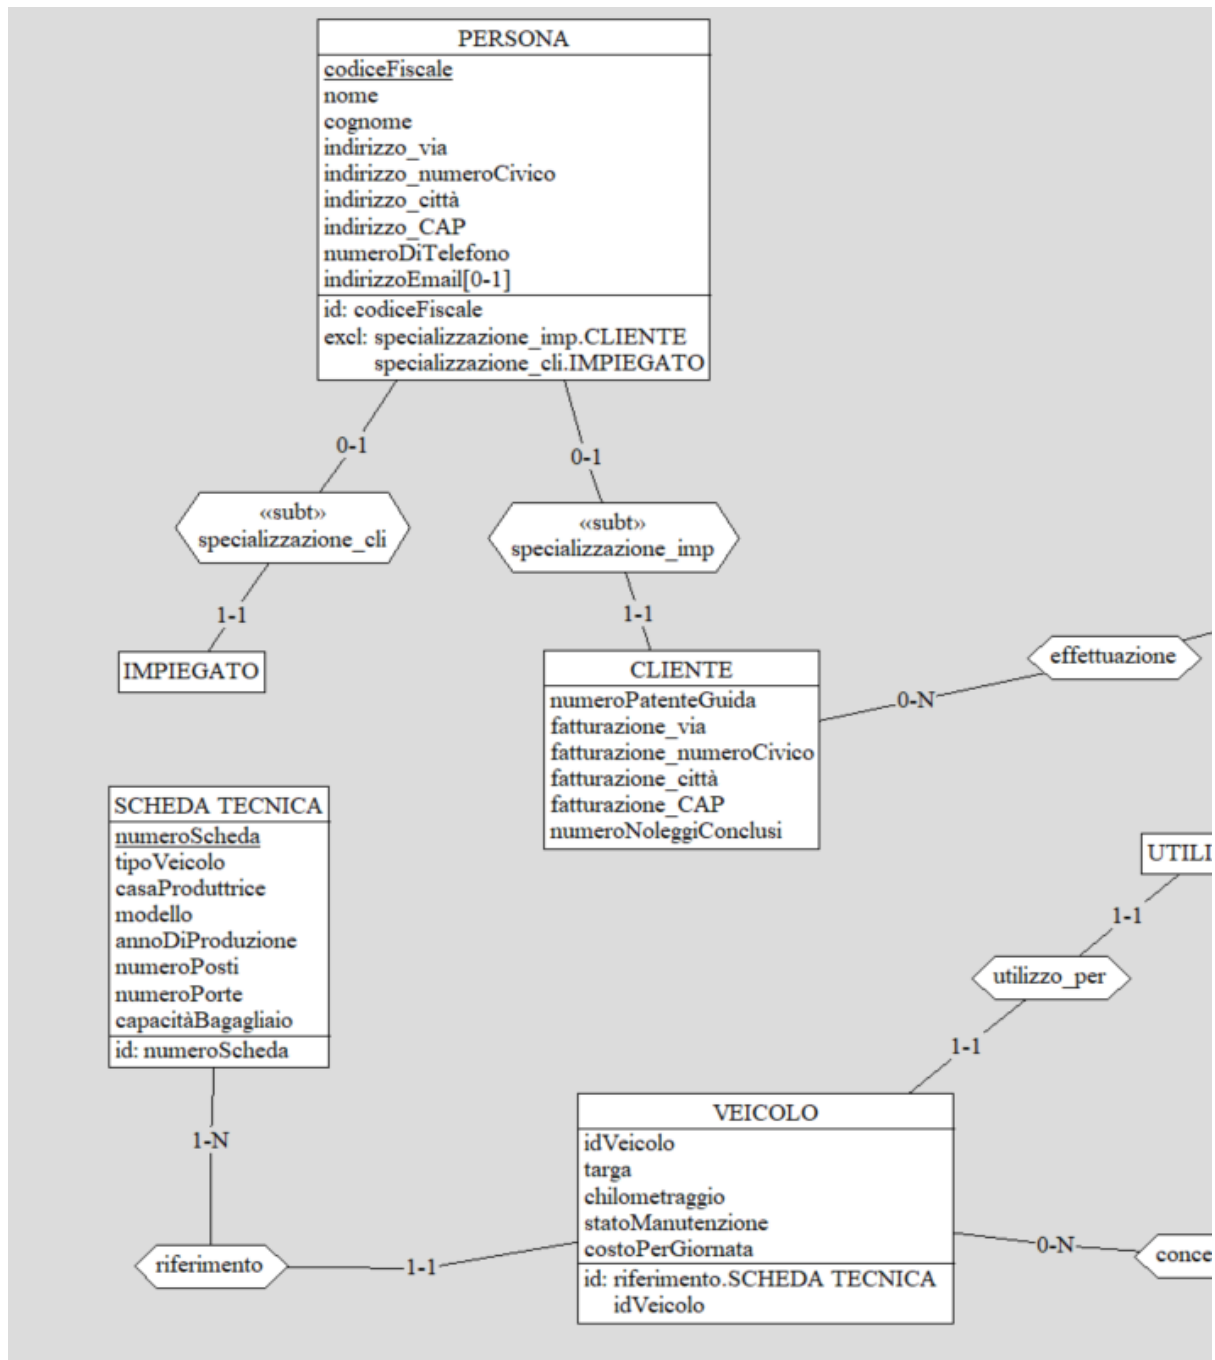 PERSONA
codiceFiscale
nome
cognome
indirizzo_via
indirizzo_numeroCivico
indirizzo_città
indirizzo_CAP
numeroDiTelefono
indirizzoEmail[0-1]
id: codiceFiscale
excl: specializzazione_imp.CLIENTE
specializzazione_cli.IMPIEGATO
0-1
0-1
«subt»
specializzazione_cli
«subt»
specializzazione_imp
1-1
1-1
IMPIEGATO
CLIENTE
numeroPatenteGuida
fatturazione_via
fatturazione_numeroCivico
fatturazione_città
fatturazione_CAP
numeroNoleggiConclusi
effettuazione
0-N
SCHEDA TECNICA
numeroScheda
tipoVeicolo
casaProduttrice
modello
annoDiProduzione
numeroPosti
numeroPorte
capacitàBagagliaio
id: numeroScheda
UTILI
1-1
utilizzo_per
1-1
1-N
VEICOLO
idVeicolo
targa
chilometraggio
statoManutenzione
costoPerGiornata
id: riferimento.SCHEDA TECNICA
idVeicolo
riferimento
1-1
0-N
conce